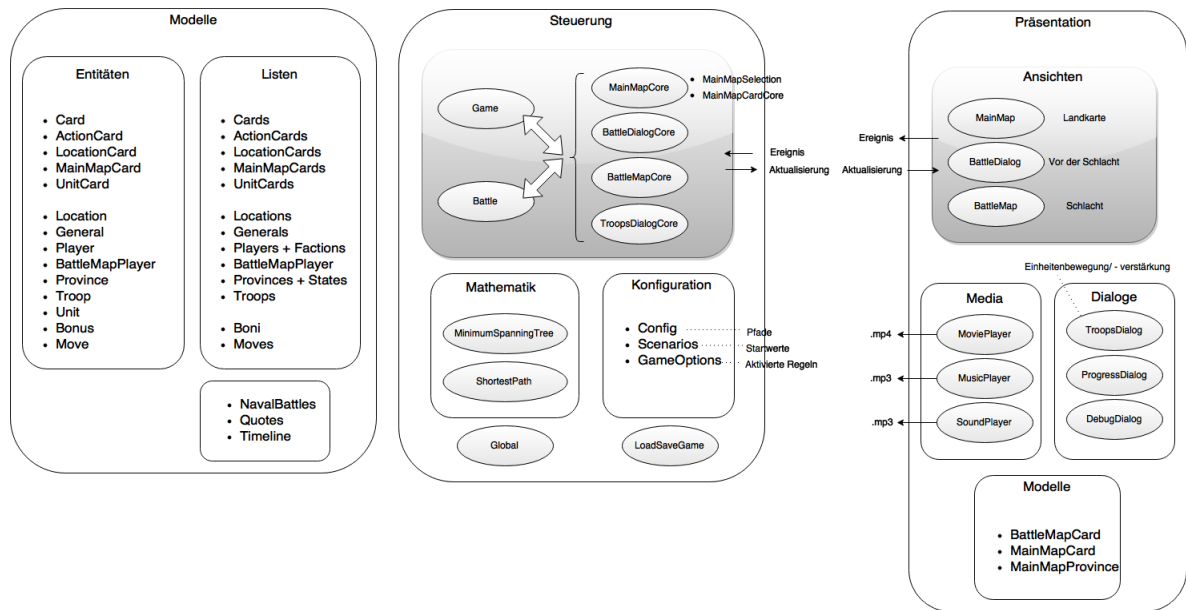 Modelle
Entitäten
Card
ActionCard
LocationCard
MainMapCard
UnitCard
Location
General
Player
BattleMapPlayer
Province
Troop
Unit
Bonus
Move
Listen
Cards
ActionCards
LocationCards
MainMapCards
UnitCards
Locations
Generals
Players + Factions
BattleMapPlayer
Provinces + States
Troops
Boni
Moves
NavalBattles
Quotes
Timeline
Steuerung
Game
Battle
MainMapCore
MainMapSelection
MainMapCardCore
BattleDialogCore
BattleMapCore
TroopsDialogCore
Ereignis
Aktualisierung
Mathematik
MinimumSpanningTree
ShortestPath
Konfiguration
Config
Pfade
Scenarios
Startwerte
GameOptions
Aktivierte Regeln
Global
LoadSaveGame
Präsentation
Ansichten
MainMap
Landkarte
BattleDialog
Vor der Schlacht
BattleMap
Schlacht
Ereignis
Aktualisierung
Einheitenbewegung/ - verstärkung
Media
.mp4
MoviePlayer
.mp3
MusicPlayer
.mp3
SoundPlayer
Dialoge
TroopsDialog
ProgressDialog
DebugDialog
Modelle
BattleMapCard
MainMapCard
MainMapProvince